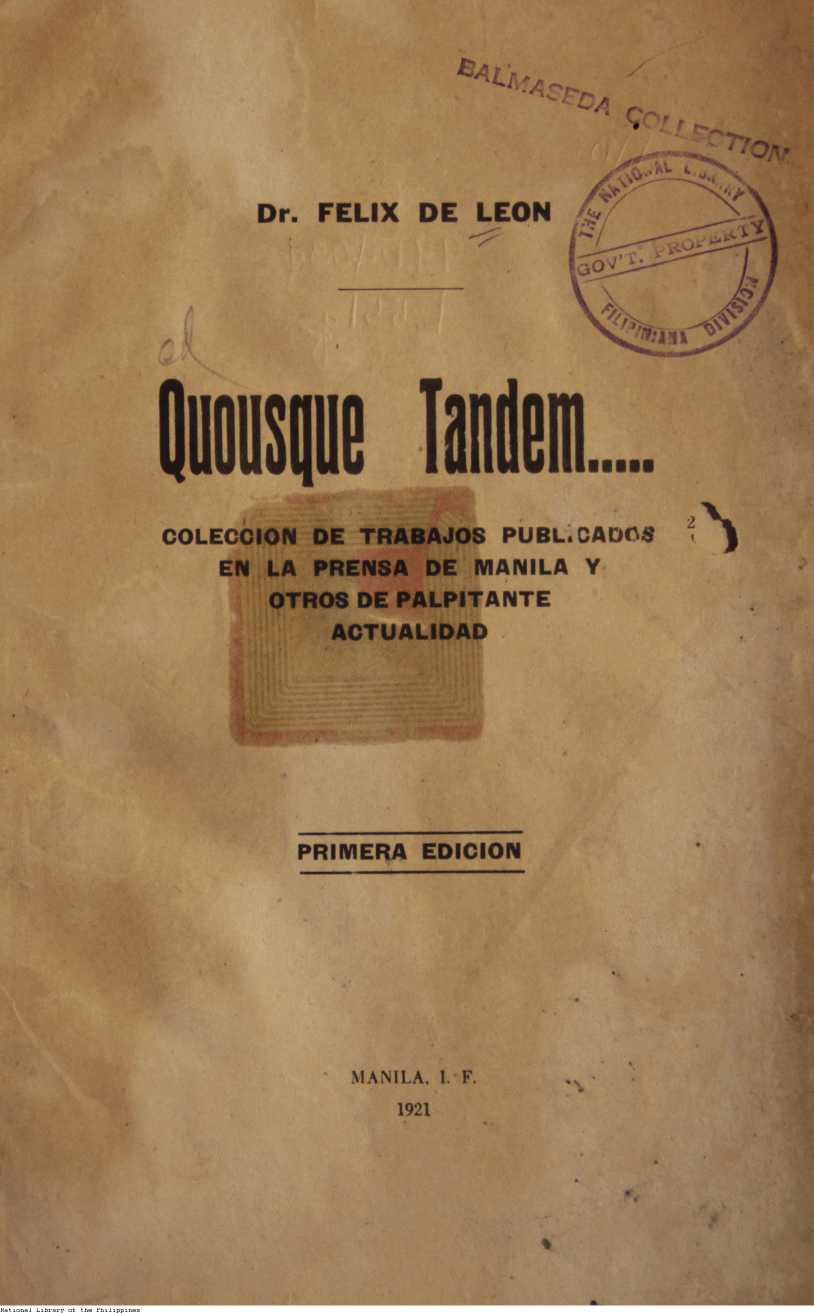 BALMASEDA COLLECTION
Dr. FELIX DE LEON
THE NATIONAL LIBRARY
GOV'T. PROPERTY
FILIPINIANA DIVISION
Quousque Tandem.....
COLECCION DE TRABAJOS PUBLICADOS
EN LA PRENSA DE MANILA Y
OTROS DE PALPITANTE
ACTUALIDAD
PRIMERA EDICION
MANILA, I. F.
1921
National Library of the Philippines